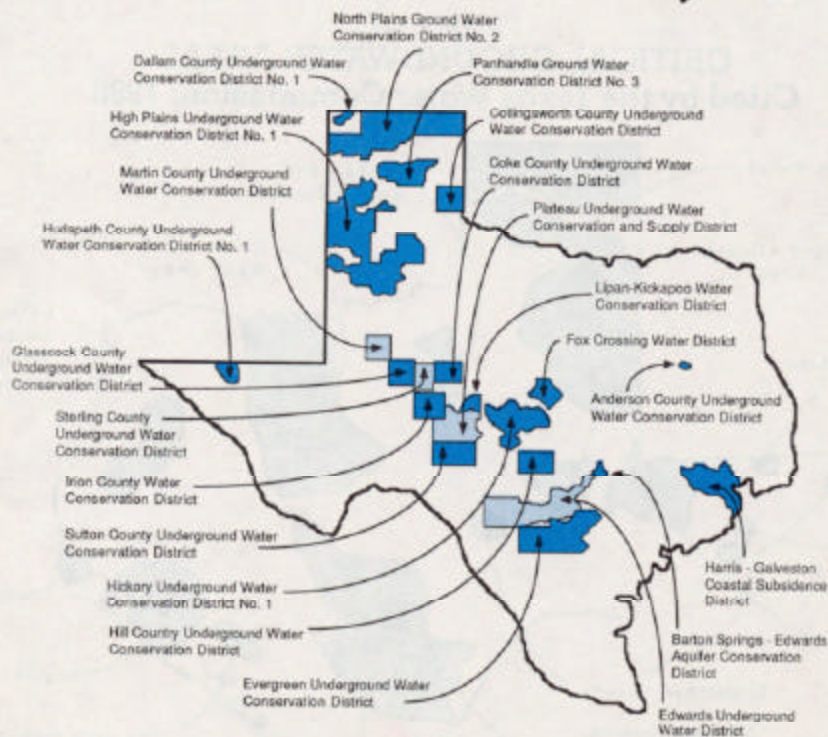 North Plains Ground Water
Conservation District No. 2
Dallam County Underground Water
Conservation District No. 1
Panhandle Ground Water
Conservation District No. 3
High Plains Underground Water
Conservation District No. 1
Collingsworth County Underground
Water Conservation District
Martin County Underground
Water Conservation District
Coke County Underground Water
Conservation District
Plateau Underground Water
Conservation and Supply District
Hudspeth County Underground
Water Conservation District No. 1
Lipan-Kickapoo Water
Conservation District
Fox Crossing Water District
Glasscock County
Underground Water
Conservation District
Anderson County Underground
Water Conservation District
Sterling County
Underground Water
Conservation District
Irion County Water
Conservation District
Sutton County Underground Water
Conservation District
Harris - Galveston
Coastal Subsidence
District
Hickory Underground Water
Conservation District No. 1
Hill Country Underground Water
Conservation District
Barton Springs - Edwards
Aquifer Conservation
District
Evergreen Underground Water
Conservation District
Edwards Underground
Water District